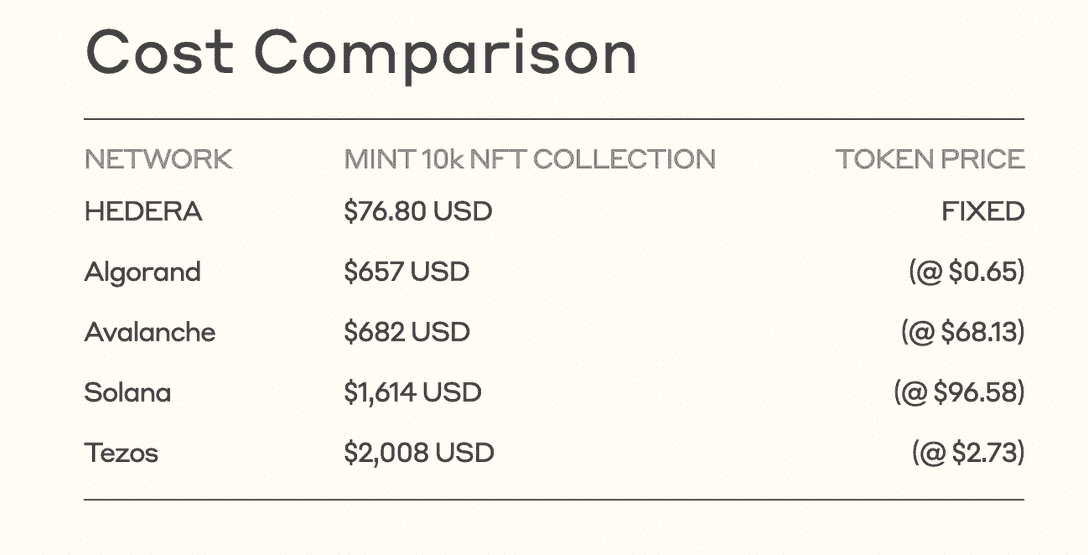 Cost Comparison
NETWORK MINT 10k NFT COLLECTION TOKEN PRICE
HEDERA $76.80 USD FIXED
Algorand $657 USD (@ $0.65)
Avalanche $682 USD (@ $68.13)
Solana $1,614 USD (@ $96.58)
Tezos $2,008 USD (@ $2.73)